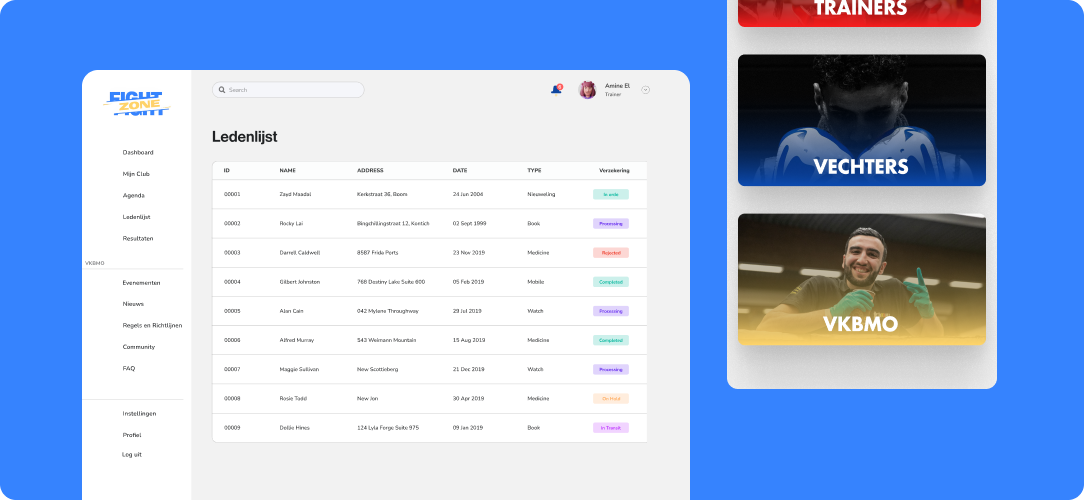 FIGHT
ZONE
FIGHT
Dashboard
Mijn Club
Agenda
Ledenlijst
Resultaten
VKBMO
Evenementen
Nieuws
Regels en Richtlijnen
Community
FAQ
Instellingen
Profiel
Log uit
Search
Amine El
Trainer
Ledenlijst
ID NAME ADDRESS DATE TYPE Verzekering
00001 Zayd Maadal Kerkstraat 36, Boom 24 Jun 2004 Nieuweling In orde
00002 Rocky Lai Bingchillingstraat 12, Kontich 02 Sept 1999 Book Processing
00003 Darrell Caldwell 8587 Frida Ports 23 Nov 2019 Medicine Rejected
00004 Gilbert Johnston 768 Destiny Lake Suite 600 05 Feb 2019 Mobile Completed
00005 Alan Cain 042 Mylene Throughway 29 Jul 2019 Watch Processing
00006 Alfred Murray 543 Weimann Mountain 15 Aug 2019 Medicine Completed
00007 Maggie Sullivan New Scottieberg 21 Dec 2019 Watch Processing
00008 Rosie Todd New Jon 30 Apr 2019 Medicine On Hold
00009 Dollie Hines 124 Lyla Forge Suite 975 09 Jan 2019 Book In Transit
TRAINERS
VECHTERS
VKBMO